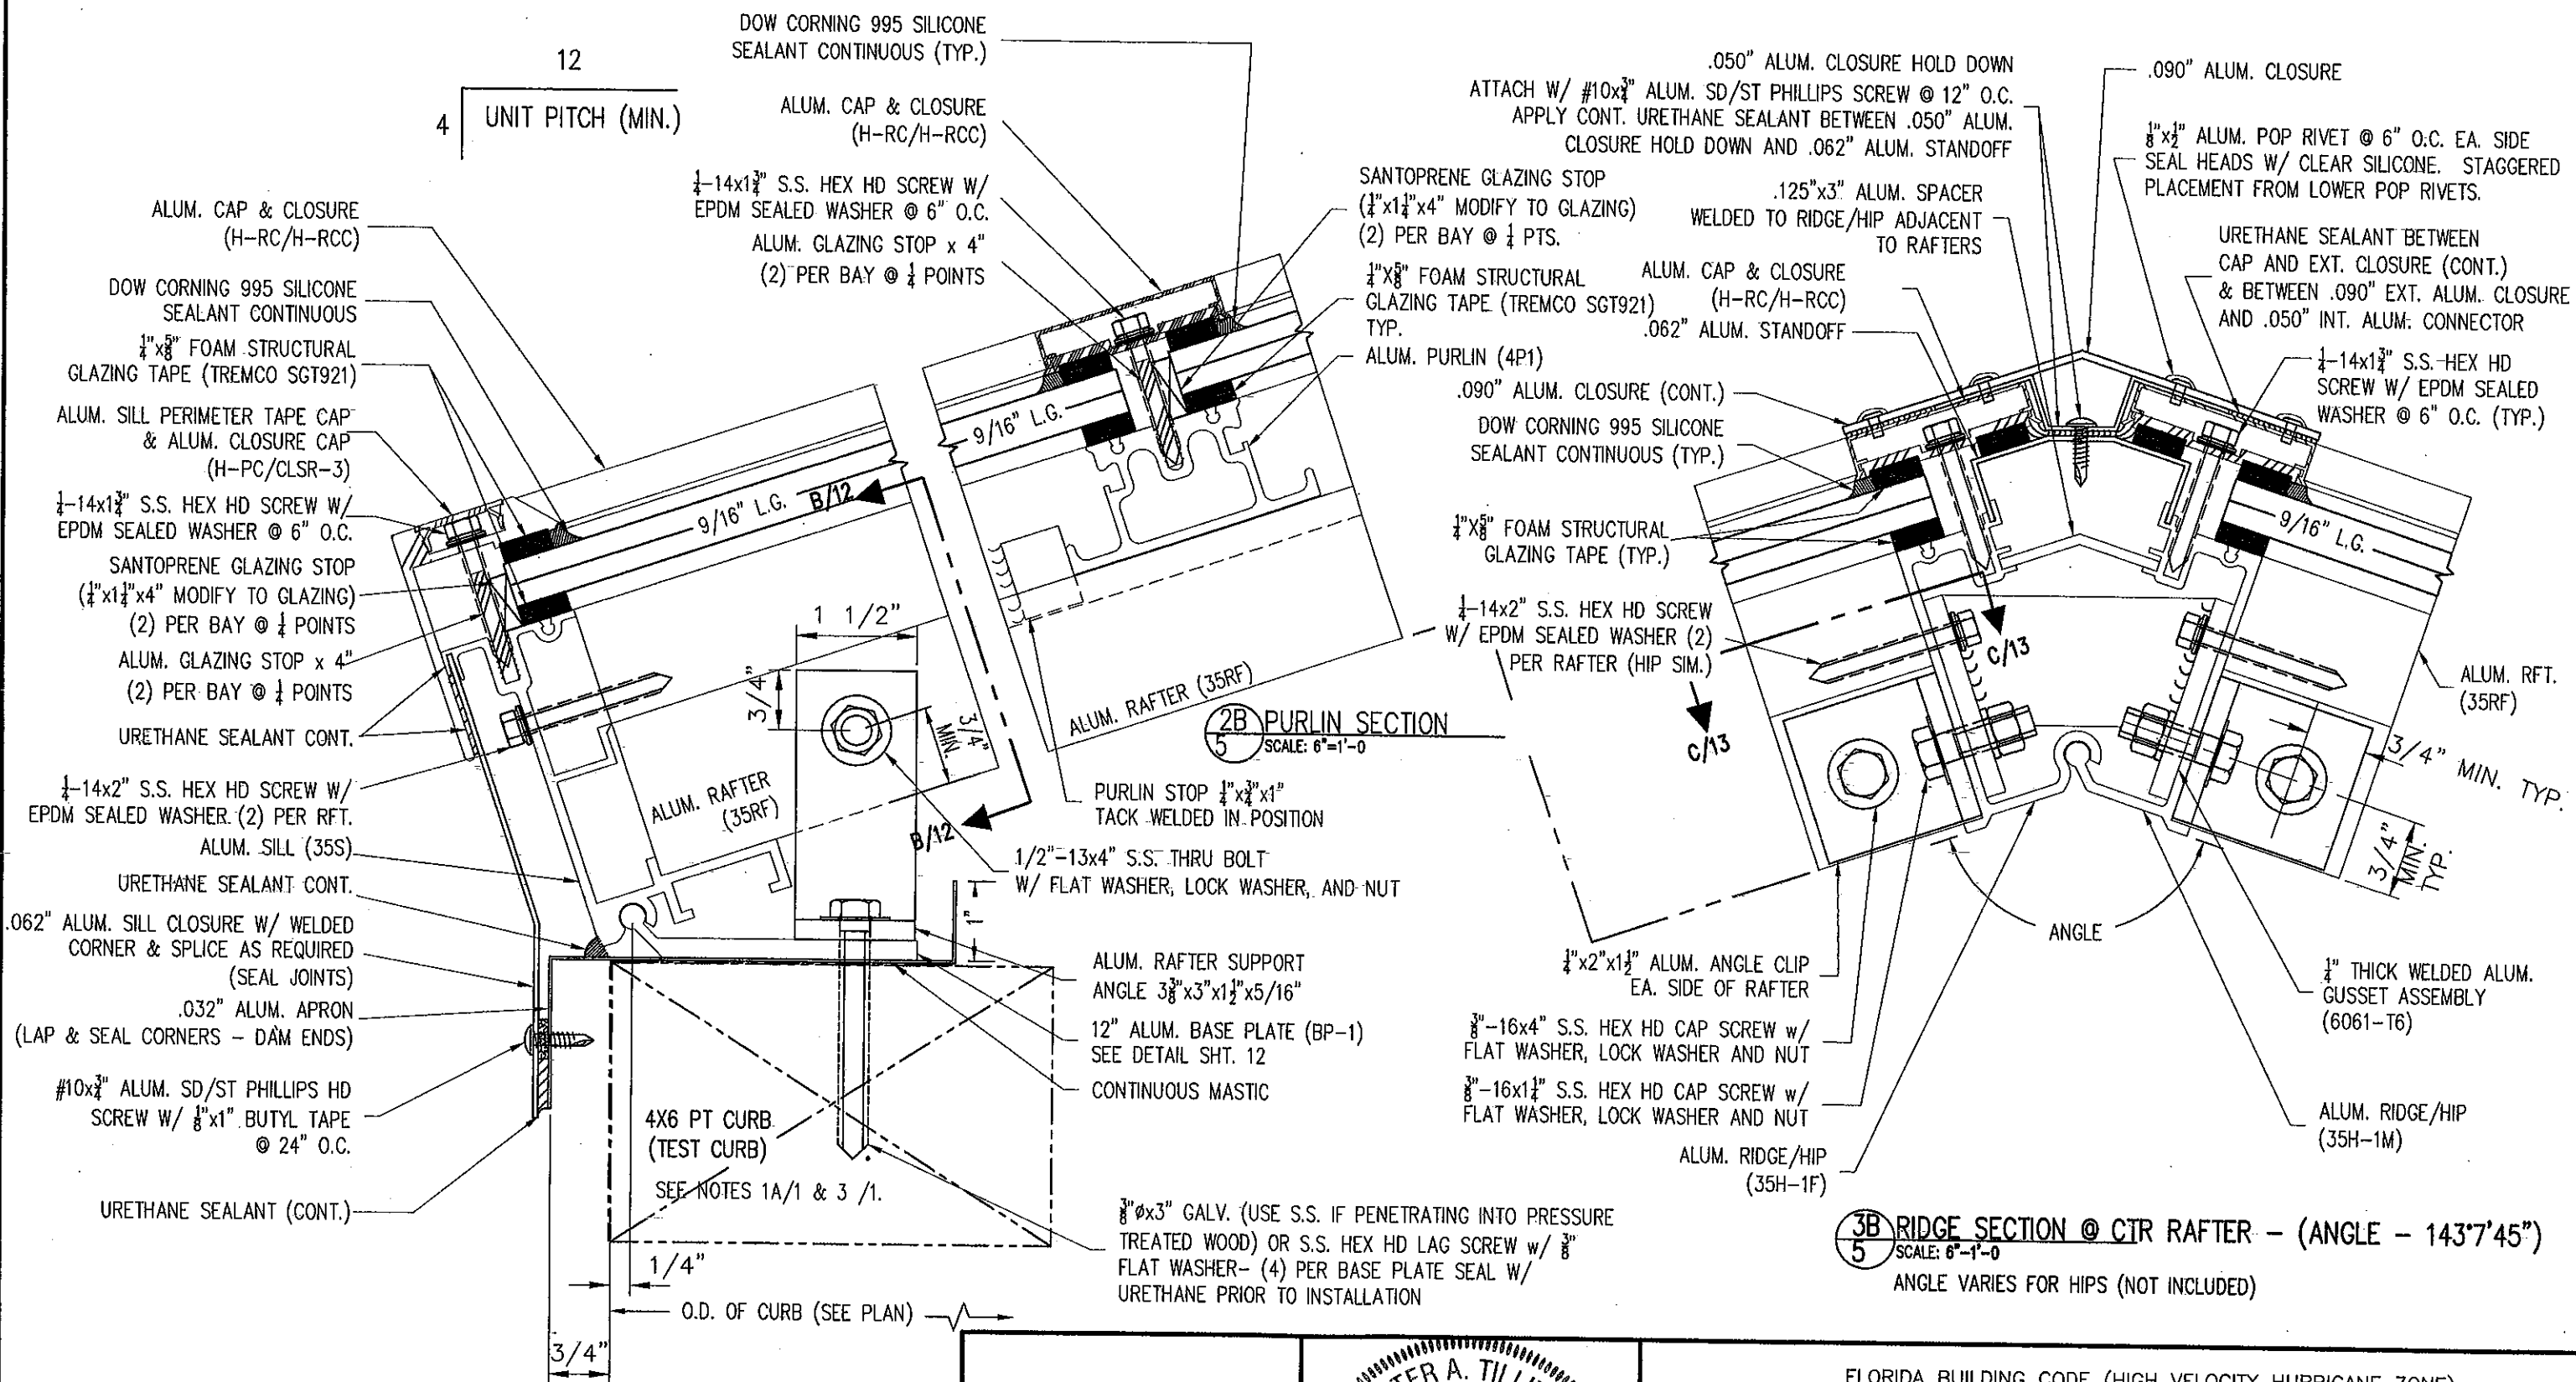 12
4
UNIT PITCH (MIN.)
DOW CORNING 995 SILICONE
SEALANT CONTINUOUS (TYP.)
ALUM. CAP & CLOSURE
(H-RC/H-RCC)
1/4-14x1 3/4" S.S. HEX HD SCREW W/
EPDM SEALED WASHER @ 6" O.C.
ALUM. GLAZING STOP x 4"
(2) PER BAY @ 1/4 POINTS
ALUM. CAP & CLOSURE
(H-RC/H-RCC)
DOW CORNING 995 SILICONE
SEALANT CONTINUOUS
1/4"x5/8" FOAM STRUCTURAL
GLAZING TAPE (TREMCO SGT921)
ALUM. SILL PERIMETER TAPE CAP
& ALUM. CLOSURE CAP
(H-PC/CLSR-3)
1/4-14x1 3/4" S.S. HEX HD SCREW W/
EPDM SEALED WASHER @ 6" O.C.
SANTOPRENE GLAZING STOP
(1/4"x1 1/4"x4" MODIFY TO GLAZING)
(2) PER BAY @ 1/4 POINTS
ALUM. GLAZING STOP x 4"
(2) PER BAY @ 1/4 POINTS
URETHANE SEALANT CONT.
1/4-14x2" S.S. HEX HD SCREW W/
EPDM SEALED WASHER. (2) PER RFT.
ALUM. SILL (35S)
URETHANE SEALANT CONT.
.062" ALUM. SILL CLOSURE W/ WELDED
CORNER & SPLICE AS REQUIRED
(SEAL JOINTS)
.032" ALUM. APRON
(LAP & SEAL CORNERS - DAM ENDS)
#10x3/4" ALUM. SD/ST PHILLIPS HD
SCREW W/ 1/8"x1" BUTYL TAPE
@ 24" O.C.
URETHANE SEALANT (CONT.)
9/16" L.G.
B/12
1 1/2"
3/4"
3/4"
MIN.
ALUM. RAFTER
(35RF)
B/12
1"
9/16" L.G.
ALUM. RAFTER (35RF)
SANTOPRENE GLAZING STOP
(1/4"x1 1/4"x4" MODIFY TO GLAZING)
(2) PER BAY @ 1/4 PTS.
1/4"X5/8" FOAM STRUCTURAL
GLAZING TAPE (TREMCO SGT921)
TYP.
ALUM. PURLIN (4P1)
2B
5
PURLIN SECTION
SCALE: 6"=1'-0
PURLIN STOP 1/4"x3/4"x1"
TACK WELDED IN POSITION
1/2"-13x4" S.S. THRU BOLT
W/ FLAT WASHER, LOCK WASHER, AND NUT
ALUM. RAFTER SUPPORT
ANGLE 3 3/8"x3"x1 1/2"x5/16"
12" ALUM. BASE PLATE (BP-1)
SEE DETAIL SHT. 12
CONTINUOUS MASTIC
4X6 PT CURB
(TEST CURB)
SEE NOTES 1A/1 & 3 /1.
3/8"øx3" GALV. (USE S.S. IF PENETRATING INTO PRESSURE
TREATED WOOD) OR S.S. HEX HD LAG SCREW w/ 3/8"
FLAT WASHER- (4) PER BASE PLATE SEAL W/
URETHANE PRIOR TO INSTALLATION
1/4"
O.D. OF CURB (SEE PLAN)
3/4"
.050" ALUM. CLOSURE HOLD DOWN
ATTACH W/ #10x3/4" ALUM. SD/ST PHILLIPS SCREW @ 12" O.C.
APPLY CONT. URETHANE SEALANT BETWEEN .050" ALUM.
CLOSURE HOLD DOWN AND .062" ALUM. STANDOFF
.125"x3" ALUM. SPACER
WELDED TO RIDGE/HIP ADJACENT
TO RAFTERS
ALUM. CAP & CLOSURE
(H-RC/H-RCC)
.062" ALUM. STANDOFF
.090" ALUM. CLOSURE (CONT.)
DOW CORNING 995 SILICONE
SEALANT CONTINUOUS (TYP.)
1/4"X5/8" FOAM STRUCTURAL
GLAZING TAPE (TYP.)
1/4-14x2" S.S. HEX HD SCREW
W/ EPDM SEALED WASHER (2)
PER RAFTER (HIP SIM.)
C/13
C/13
.090" ALUM. CLOSURE
1/8"x1/2" ALUM. POP RIVET @ 6" O.C. EA. SIDE
SEAL HEADS W/ CLEAR SILICONE. STAGGERED
PLACEMENT FROM LOWER POP RIVETS.
URETHANE SEALANT BETWEEN
CAP AND EXT. CLOSURE (CONT.)
& BETWEEN .090" EXT. ALUM. CLOSURE
AND .050" INT. ALUM. CONNECTOR
1/4-14x1 3/4" S.S. HEX HD
SCREW W/ EPDM SEALED
WASHER @ 6" O.C. (TYP.)
9/16" L.G.
ALUM. RFT.
(35RF)
3/4" MIN. TYP.
3/4"
MIN.
TYP.
ANGLE
1/4"x2"x1 1/2" ALUM. ANGLE CLIP
EA. SIDE OF RAFTER
3/8"-16x4" S.S. HEX HD CAP SCREW w/
FLAT WASHER, LOCK WASHER AND NUT
3/8"-16x1 1/4" S.S. HEX HD CAP SCREW w/
FLAT WASHER, LOCK WASHER AND NUT
ALUM. RIDGE/HIP
(35H-1F)
1/4" THICK WELDED ALUM.
GUSSET ASSEMBLY
(6061-T6)
ALUM. RIDGE/HIP
(35H-1M)
3B
5
RIDGE SECTION @ CTR RAFTER - (ANGLE - 143°7'45")
SCALE: 6"-1'-0
ANGLE VARIES FOR HIPS (NOT INCLUDED)
FLORIDA BUILDING CODE (HIGH VELOCITY HURRICANE ZONE)